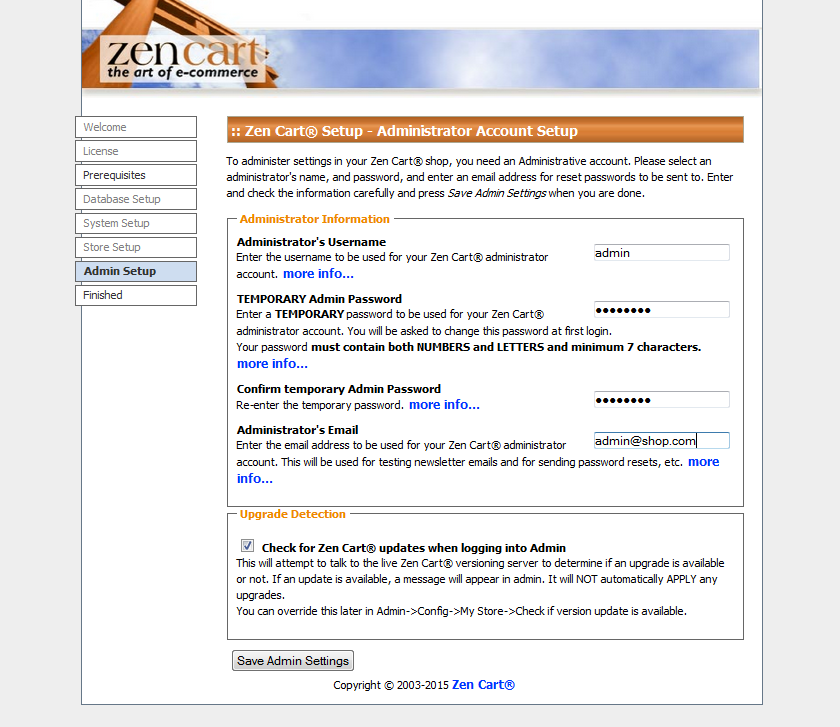 zencart
the art of e-commerce
Welcome
License
Prerequisites
Database Setup
System Setup
Store Setup
Admin Setup
Finished
:: Zen Cart® Setup - Administrator Account Setup
To administer settings in your Zen Cart® shop, you need an Administrative account. Please select an
administrator's name, and password, and enter an email address for reset passwords to be sent to. Enter
and check the information carefully and press Save Admin Settings when you are done.
Administrator Information
Administrator's Username
Enter the username to be used for your Zen Cart® administrator
account. more info...
admin
TEMPORARY Admin Password
Enter a TEMPORARY password to be used for your Zen Cart®
administrator account. You will be asked to change this password at first login.
Your password must contain both NUMBERS and LETTERS and minimum 7 characters.
more info...
••••••••
Confirm temporary Admin Password
Re-enter the temporary password. more info...
••••••••
Administrator's Email
Enter the email address to be used for your Zen Cart® administrator
account. This will be used for testing newsletter emails and for sending password resets, etc. more
info...
admin@shop.com
Upgrade Detection
Check for Zen Cart® updates when logging into Admin
This will attempt to talk to the live Zen Cart® versioning server to determine if an upgrade is available
or not. If an update is available, a message will appear in admin. It will NOT automatically APPLY any
upgrades.
You can override this later in Admin->Config->My Store->Check if version update is available.
Save Admin Settings
Copyright © 2003-2015 Zen Cart®